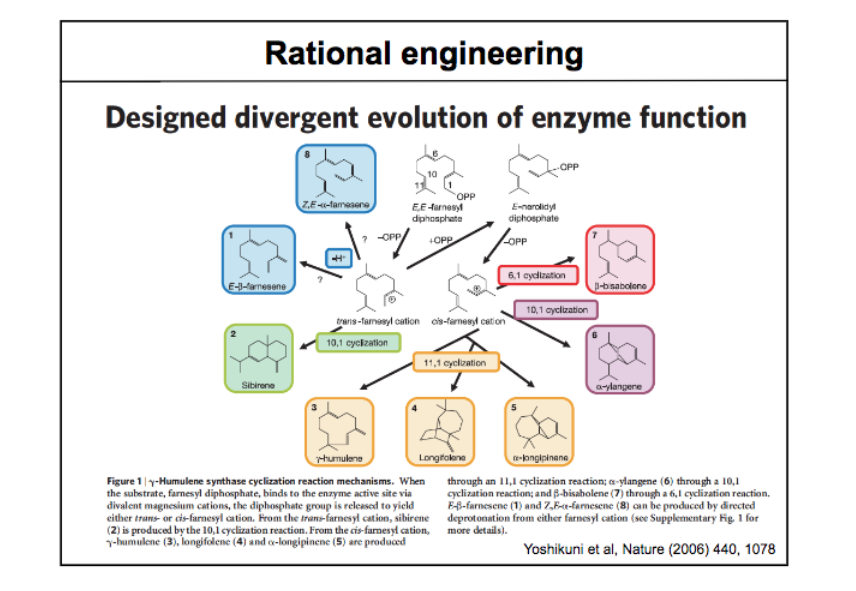 Rational engineering
Designed divergent evolution of enzyme function
8
Z,E-α-farnesene
6
10
11
1
OPP
E,E-farnesyl
diphosphate
OPP
E-nerolidyl
diphosphate
1
E-β-farnesene
–H⁺
?
?
–OPP
+OPP
–OPP
7
β-bisabolene
6,1 cyclization
10,1 cyclization
trans-farnesyl cation
cis-farnesyl cation
2
Sibirene
10,1 cyclization
11,1 cyclization
6
α-ylangene
3
γ-humulene
4
Longifolene
5
α-longipinene
Figure 1 | γ-Humulene synthase cyclization reaction mechanisms. When
the substrate, farnesyl diphosphate, binds to the enzyme active site via
divalent magnesium cations, the diphosphate group is released to yield
either trans- or cis-farnesyl cation. From the trans-farnesyl cation, sibirene
(2) is produced by the 10,1 cyclization reaction. From the cis-farnesyl cation,
γ-humulene (3), longifolene (4) and α-longipinene (5) are produced
through an 11,1 cyclization reaction; α-ylangene (6) through a 10,1
cyclization reaction; and β-bisabolene (7) through a 6,1 cyclization reaction.
E-β-farnesene (1) and Z,E-α-farnesene (8) can be produced by directed
deprotonation from either farnesyl cation (see Supplementary Fig. 1 for
more details).
Yoshikuni et al, Nature (2006) 440, 1078